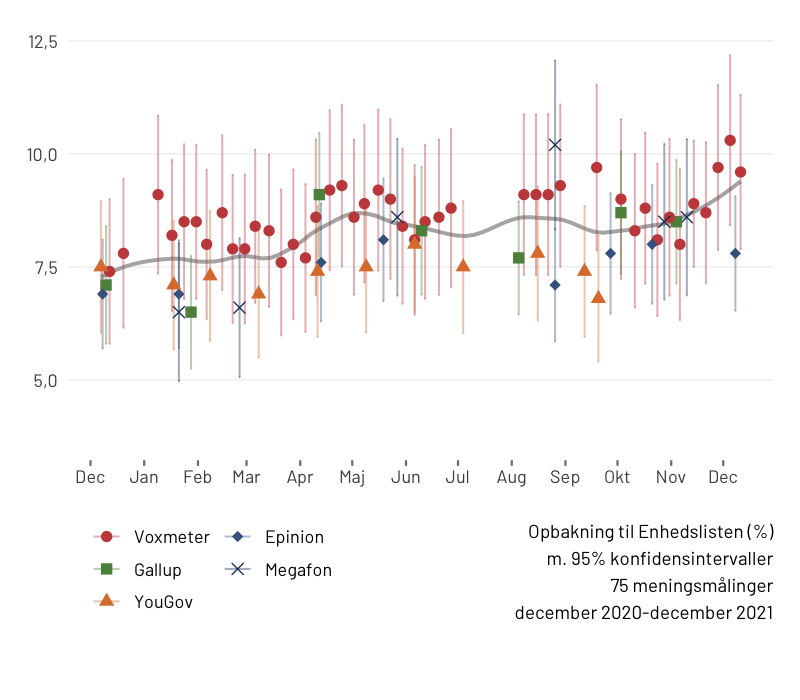 12,5
10,0
7,5
5,0
Dec Jan Feb Mar Apr Maj Jun Jul Aug Sep Okt Nov Dec
Voxmeter Epinion
Gallup Megafon
YouGov
Opbakning til Enhedslisten (%)
m. 95% konfidensintervaller
75 meningsmålinger
december 2020-december 2021